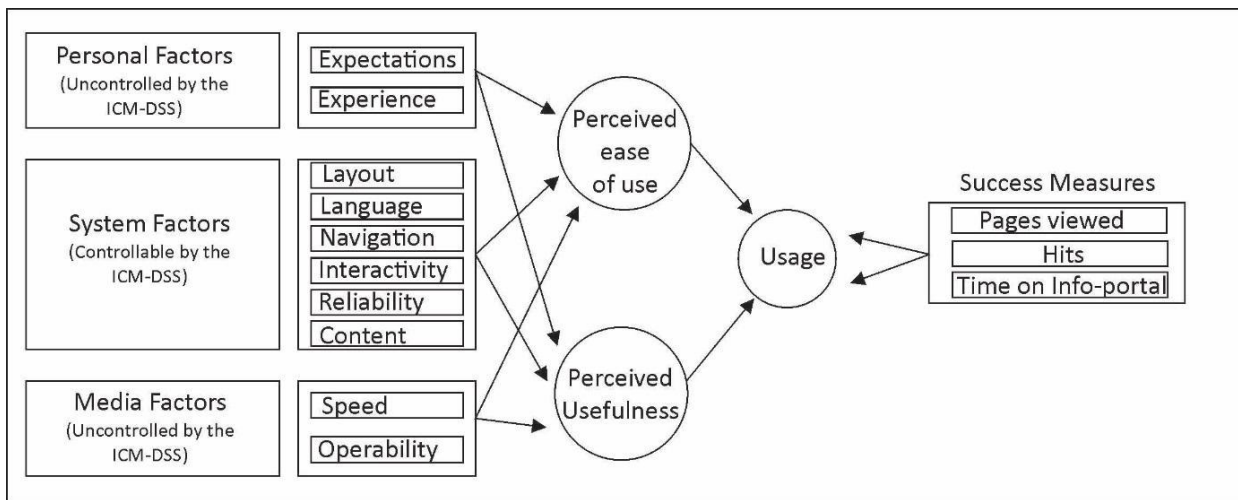 Personal Factors
(Uncontrolled by the
ICM-DSS)
Expectations
Experience
System Factors
(Controllable by the
ICM-DSS)
Layout
Language
Navigation
Interactivity
Reliability
Content
Media Factors
(Uncontrolled by the
ICM-DSS)
Speed
Operability
Perceived
ease
of use
Perceived
Usefulness
Usage
Success Measures
Pages viewed
Hits
Time on Info-portal